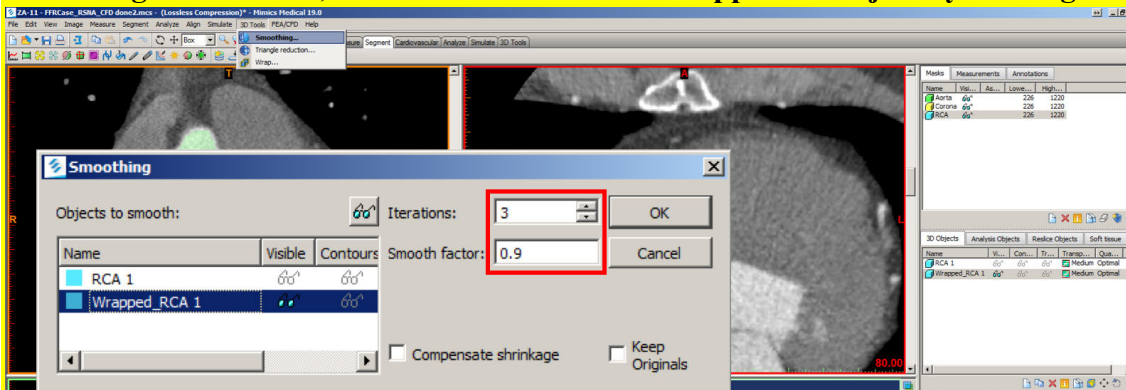 ZA-11 - FFRCase_RSNA_CFD done2.mcs - (Lossless Compression)* - Mimics Medical 19.0
File Edit View Image Measure Segment Analyze Align Simulate 3D Tools FEA/CFD Help
Box
Smoothing...
Triangle reduction...
Wrap...
Segment Cardiovascular Analyze Simulate 3D Tools
T
A
R
L
80.00
Masks Measurements Annotations
Name Visi... As... Lowe... High...
Aorta 226 1220
Corona 226 1220
RCA 226 1220
3D Objects Analysis Objects Reslice Objects Soft tissue
Name Vi... Con... Tr... Transp... Qua...
RCA 1 Medium Optimal
Wrapped_RCA 1 Medium Optimal
Smoothing
Objects to smooth:
Name Visible Contours
RCA 1
Wrapped_RCA 1
Iterations: 3
Smooth factor: 0.9
OK
Cancel
Compensate shrinkage
Keep
Originals